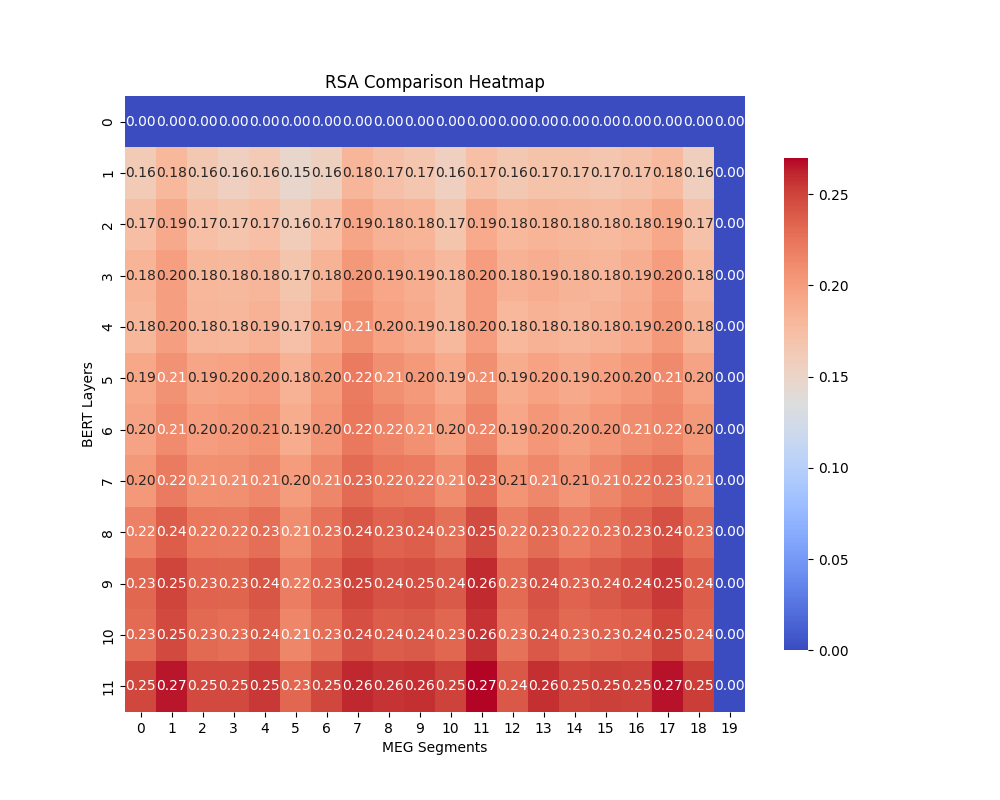 RSA Comparison Heatmap
0 0.00 0.00 0.00 0.00 0.00 0.00 0.00 0.00 0.00 0.00 0.00 0.00 0.00 0.00 0.00 0.00 0.00 0.00 0.00 0.00
1 0.16 0.18 0.16 0.16 0.16 0.15 0.16 0.18 0.17 0.17 0.16 0.17 0.16 0.17 0.17 0.17 0.17 0.18 0.16 0.00
2 0.17 0.19 0.17 0.17 0.17 0.16 0.17 0.19 0.18 0.18 0.17 0.19 0.18 0.18 0.18 0.18 0.18 0.19 0.17 0.00
3 0.18 0.20 0.18 0.18 0.18 0.17 0.18 0.20 0.19 0.19 0.18 0.20 0.18 0.19 0.18 0.18 0.19 0.20 0.18 0.00
4 0.18 0.20 0.18 0.18 0.19 0.17 0.19 0.21 0.20 0.19 0.18 0.20 0.18 0.18 0.18 0.18 0.19 0.20 0.18 0.00
5 0.19 0.21 0.19 0.20 0.20 0.18 0.20 0.22 0.21 0.20 0.19 0.21 0.19 0.20 0.19 0.20 0.20 0.21 0.20 0.00
6 0.20 0.21 0.20 0.20 0.21 0.19 0.20 0.22 0.22 0.21 0.20 0.22 0.19 0.20 0.20 0.20 0.21 0.22 0.20 0.00
7 0.20 0.22 0.21 0.21 0.21 0.20 0.21 0.23 0.22 0.22 0.21 0.23 0.21 0.21 0.21 0.21 0.22 0.23 0.21 0.00
8 0.22 0.24 0.22 0.22 0.23 0.21 0.23 0.24 0.23 0.24 0.23 0.25 0.22 0.23 0.22 0.23 0.23 0.24 0.23 0.00
9 0.23 0.25 0.23 0.23 0.24 0.22 0.23 0.25 0.24 0.25 0.24 0.26 0.23 0.24 0.23 0.24 0.24 0.25 0.24 0.00
10 0.23 0.25 0.23 0.23 0.24 0.21 0.23 0.24 0.24 0.24 0.23 0.26 0.23 0.24 0.23 0.23 0.24 0.25 0.24 0.00
11 0.25 0.27 0.25 0.25 0.25 0.23 0.25 0.26 0.26 0.26 0.25 0.27 0.24 0.26 0.25 0.25 0.25 0.27 0.25 0.00
0 1 2 3 4 5 6 7 8 9 10 11 12 13 14 15 16 17 18 19
MEG Segments
BERT Layers
0.25
0.20
0.15
0.10
0.05
0.00